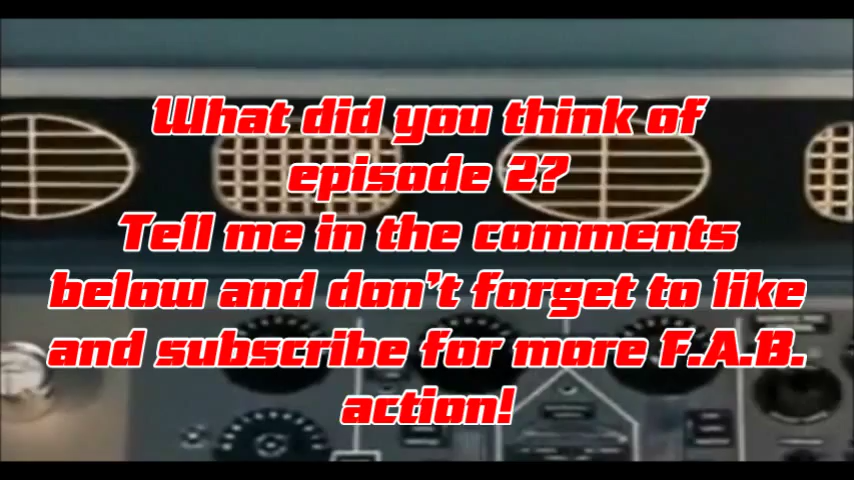 What did you think of
episode 2?
Tell me in the comments
below and don't forget to like
and subscribe for more F.A.B.
action!